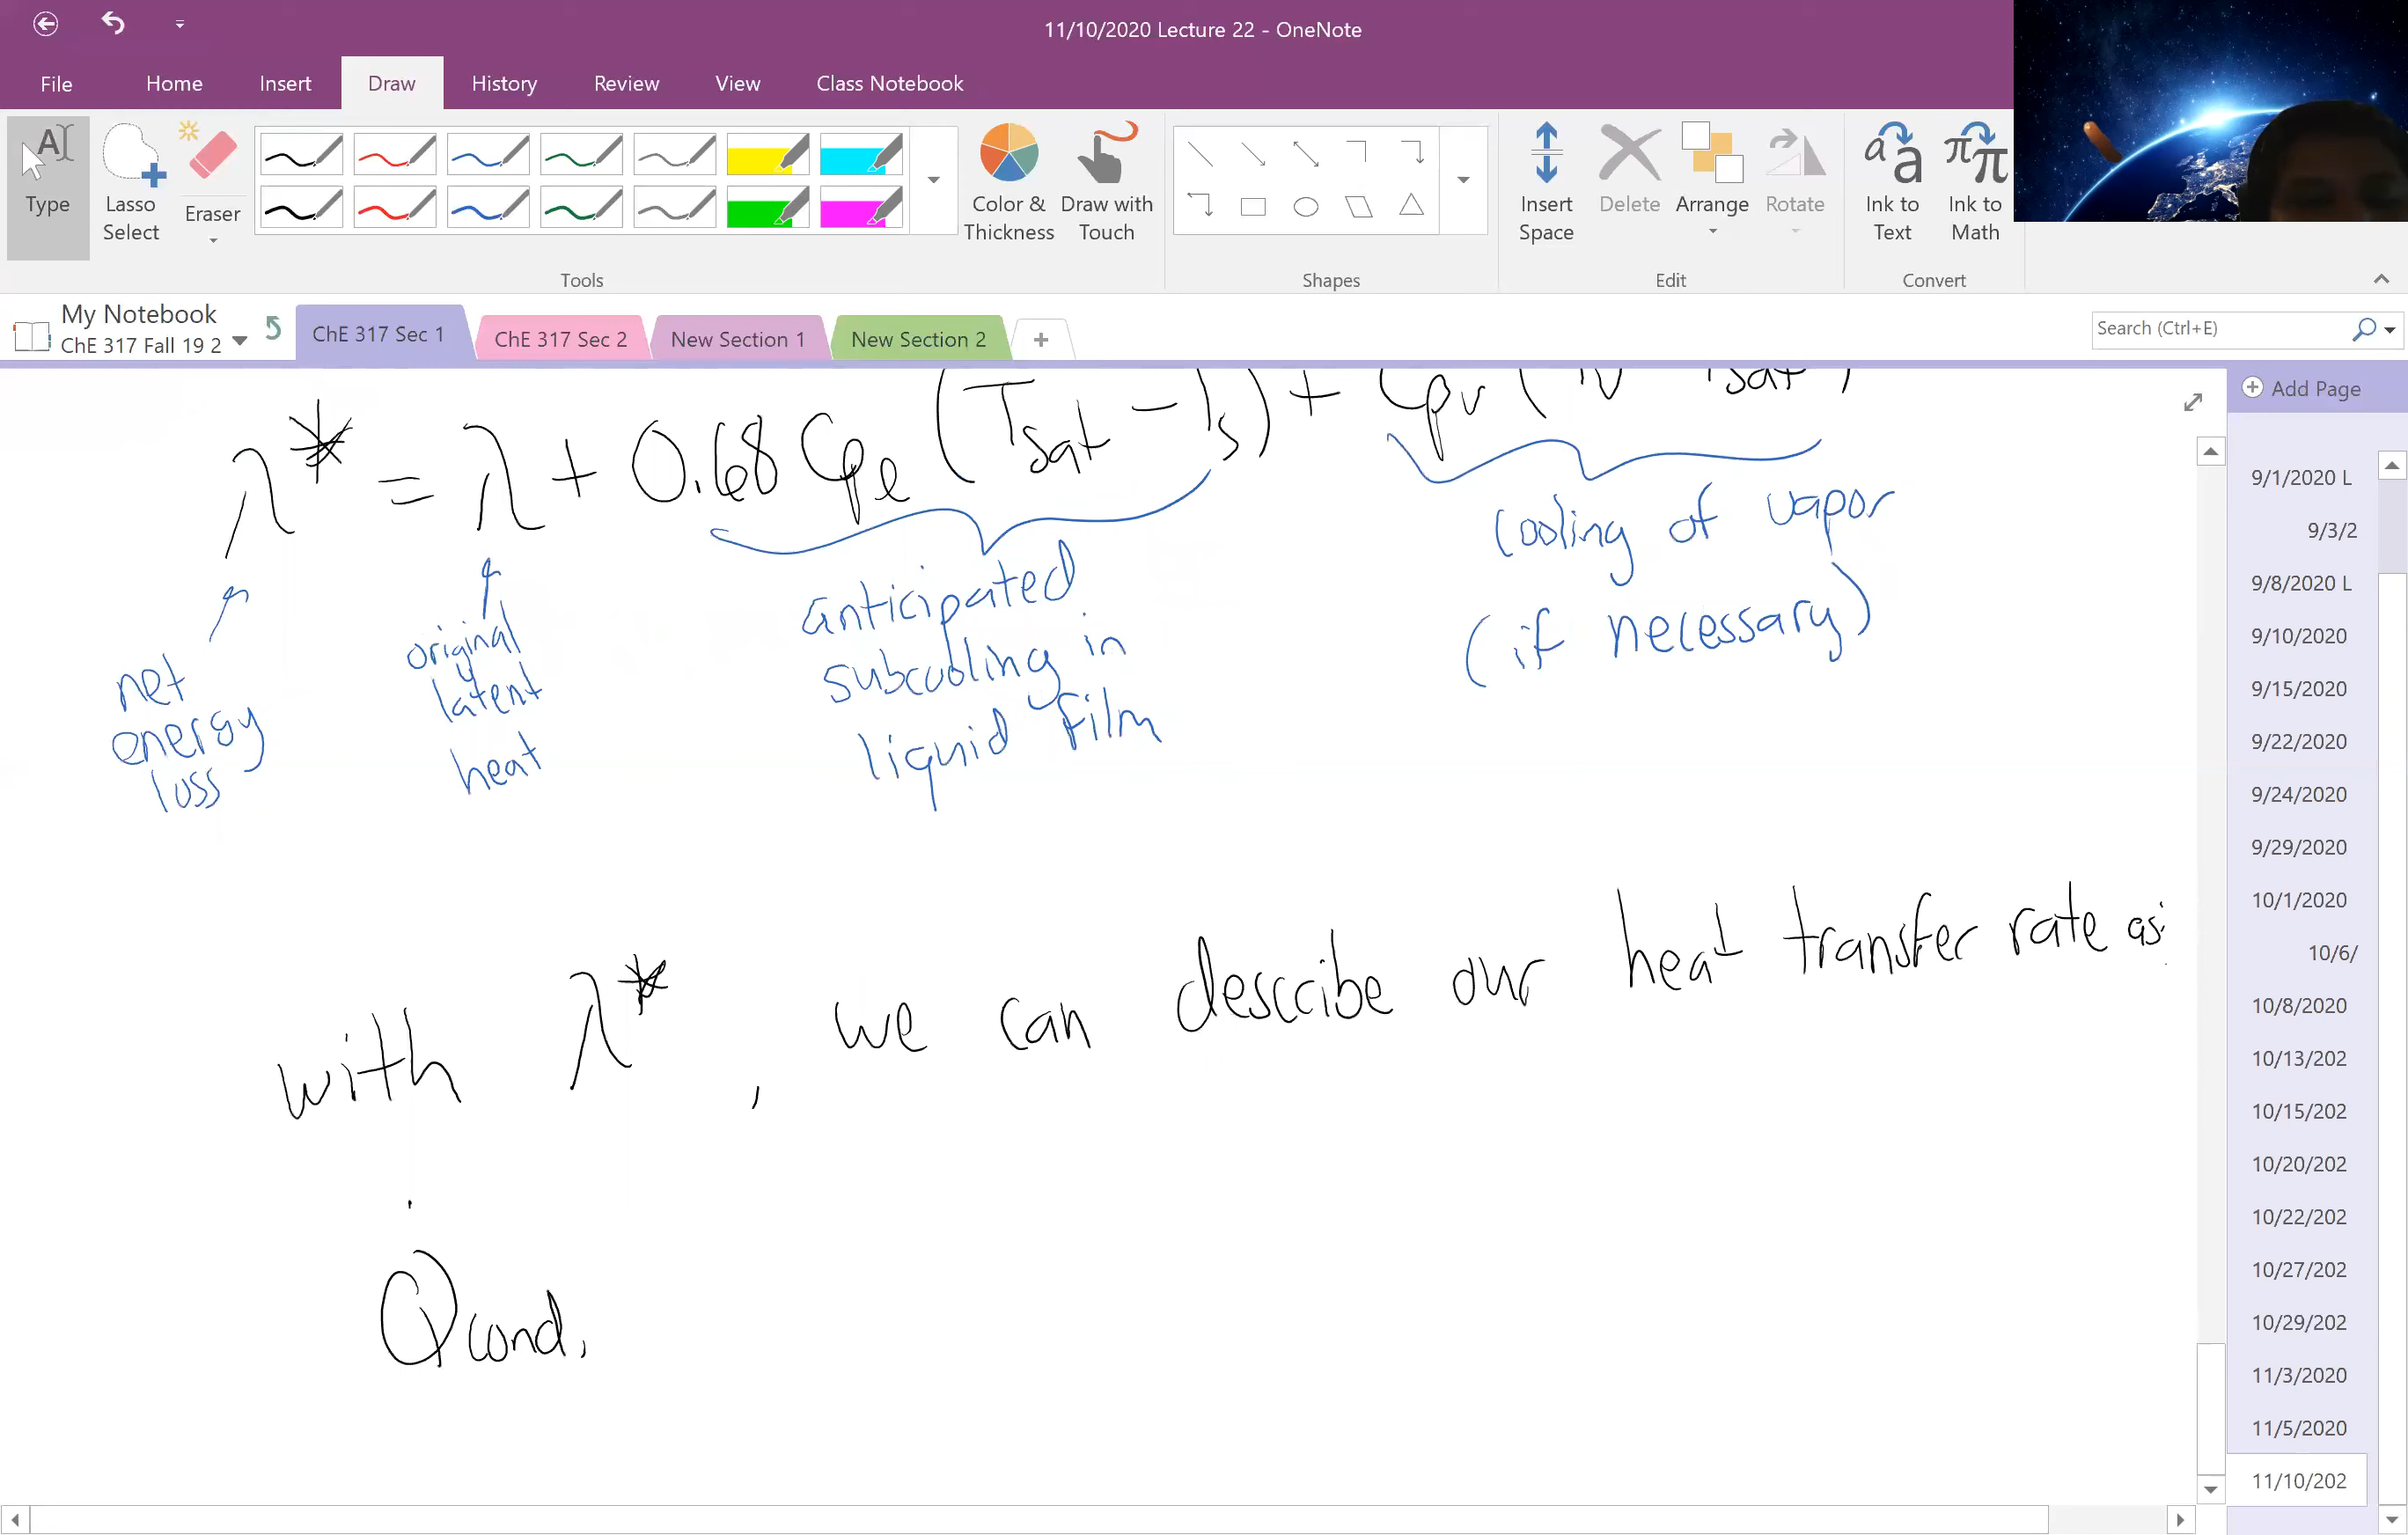 11/10/2020 Lecture 22 - OneNote
File Home Insert Draw History Review View Class Notebook
Type
Lasso Select
Eraser
Color & Thickness
Draw with Touch
Insert Space
Delete
Arrange
Rotate
Ink to Text
Ink to Math
Tools
Shapes
Edit
Convert
My Notebook
ChE 317 Fall 19 2
ChE 317 Sec 1
ChE 317 Sec 2
New Section 1
New Section 2
+
Search (Ctrl+E)
Add Page
9/1/2020 L
9/3/2
9/8/2020 L
9/10/2020
9/15/2020
9/22/2020
9/24/2020
9/29/2020
10/1/2020
10/6/
10/8/2020
10/13/202
10/15/202
10/20/202
10/22/202
10/27/202
10/29/202
11/3/2020
11/5/2020
11/10/202
λ* = λ + 0.68 Cpl (Tsat - Ts) + Cpv (Tv - Tsat)
net
energy
loss
original
latent
heat
anticipated
subcooling in
liquid film
cooling of vapor
(if necessary)
with λ*, we can describe our heat transfer rate as:
Q̇cond.